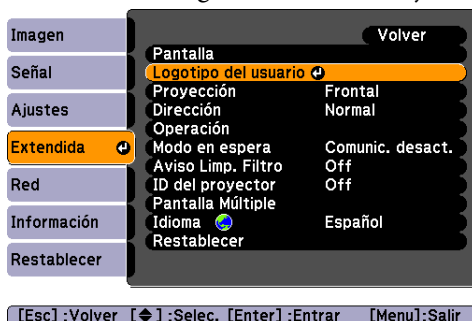 Imagen
Señal
Ajustes
Extendida
Red
Información
Restablecer
Volver
Pantalla
Logotipo del usuario
Proyección Frontal
Dirección Normal
Operación
Modo en espera Comunic. desact.
Aviso Limp. Filtro Off
ID del proyector Off
Pantalla Múltiple
Idioma Español
Restablecer
[Esc] :Volver [◆] :Selec. [Enter] :Entrar [Menu]:Salir